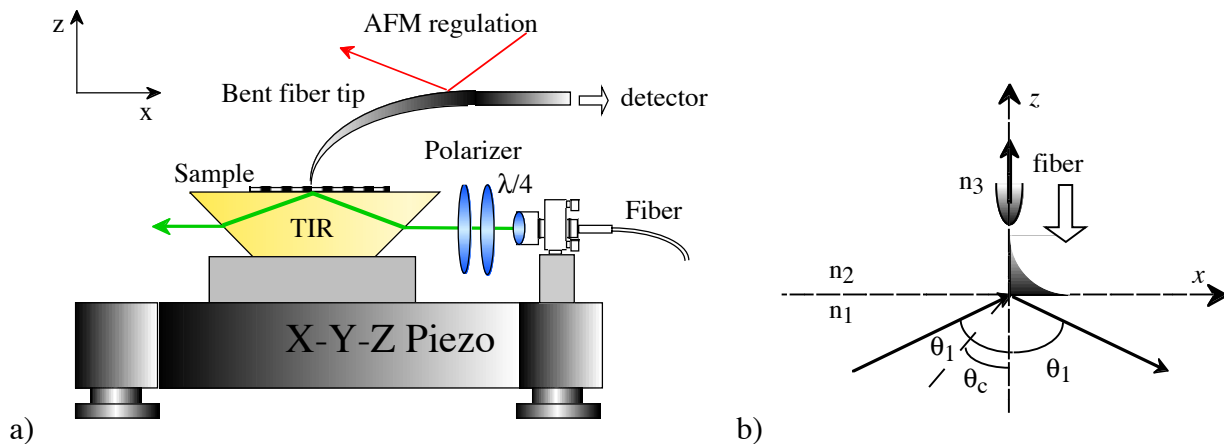 z
x
AFM regulation
Bent fiber tip
detector
Sample
Polarizer
λ/4
TIR
Fiber
X-Y-Z Piezo
a)
z
fiber
n₃
n₂
n₁
x
θ₁
θc
θ₁
b)